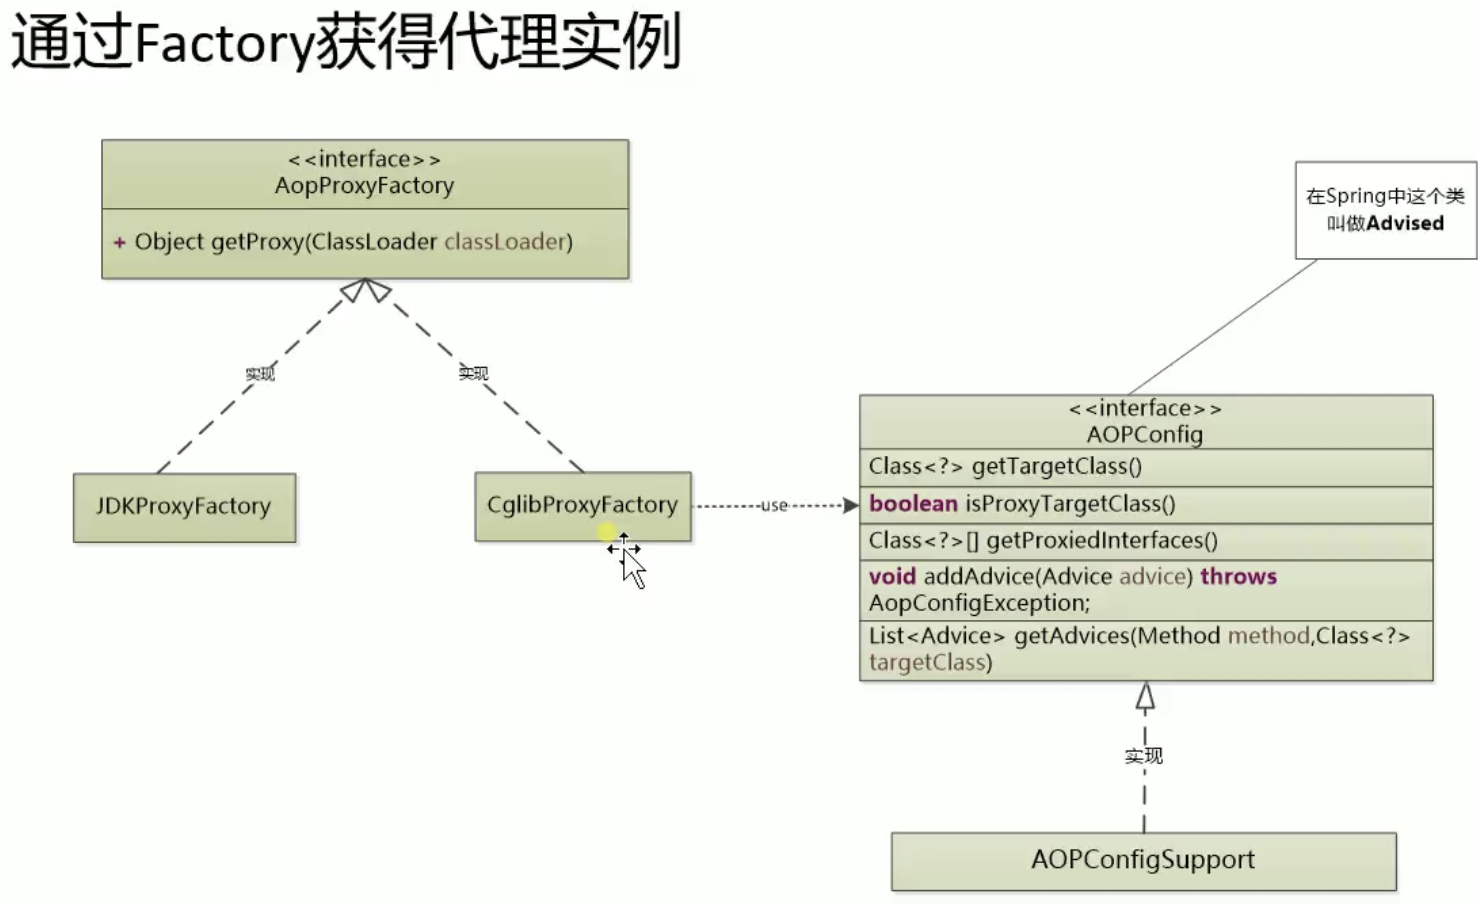 通过Factory获得代理实例
<<interface>>
AopProxyFactory
+ Object getProxy(ClassLoader classLoader)
在Spring中这个类
叫做Advised
实现
实现
JDKProxyFactory
CglibProxyFactory
use
<<interface>>
AOPConfig
Class<?> getTargetClass()
boolean isProxyTargetClass()
Class<?>[] getProxiedInterfaces()
void addAdvice(Advice advice) throws
AopConfigException;
List<Advice> getAdvices(Method method,Class<?>
targetClass)
实现
AOPConfigSupport